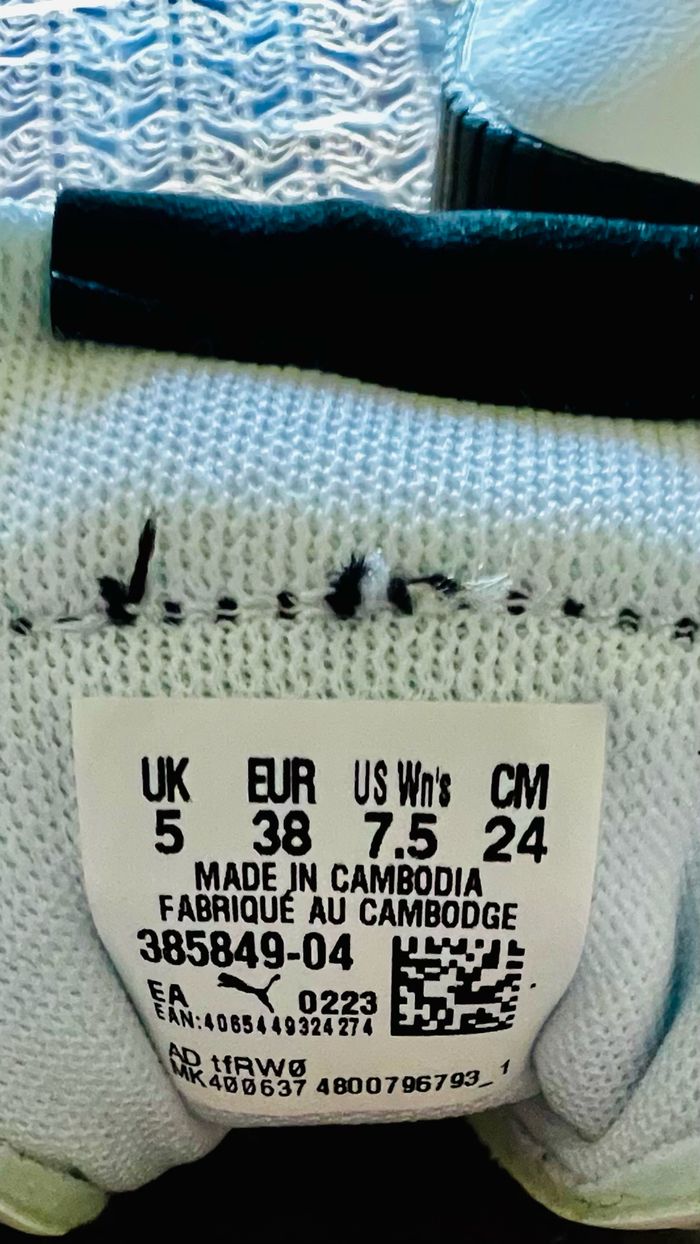 UK EUR US Wn's CM
5 38 7.5 24
MADE IN CAMBODIA
FABRIQUÉ AU CAMBODGE
385849-04
EA 0223
EAN:4065449324274
AD tfRWØ
MK400637 4800796793_1